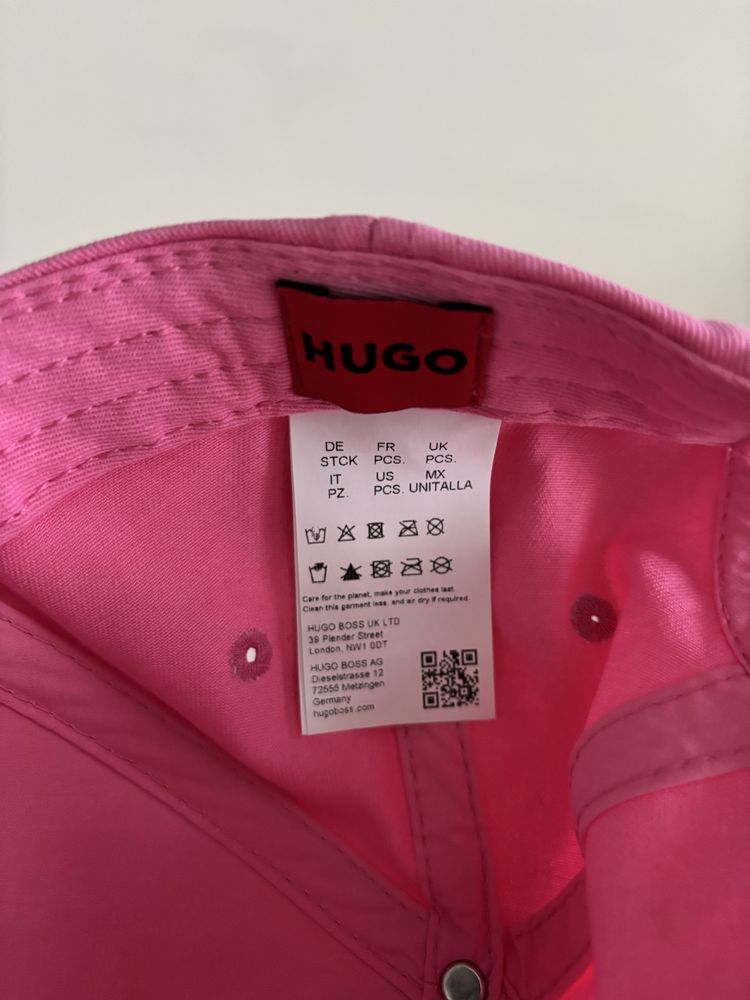 HUGO
DE FR UK
STCK PCS. PCS.
IT US MX
PZ. PCS. UNITALLA
Care for the planet, make your clothes last.
Clean this garment less, and air dry if required.
HUGO BOSS UK LTD
39 Plender Street
London, NW1 0DT
HUGO BOSS AG
Dieselstrasse 12
72555 Metzingen
Germany
hugoboss.com